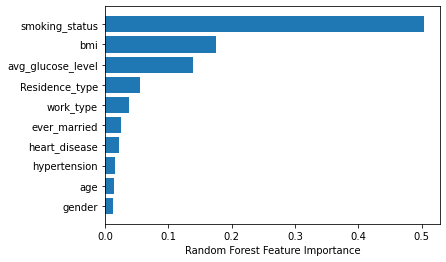 smoking_status
bmi
avg_glucose_level
Residence_type
work_type
ever_married
heart_disease
hypertension
age
gender
0.0 0.1 0.2 0.3 0.4 0.5
Random Forest Feature Importance